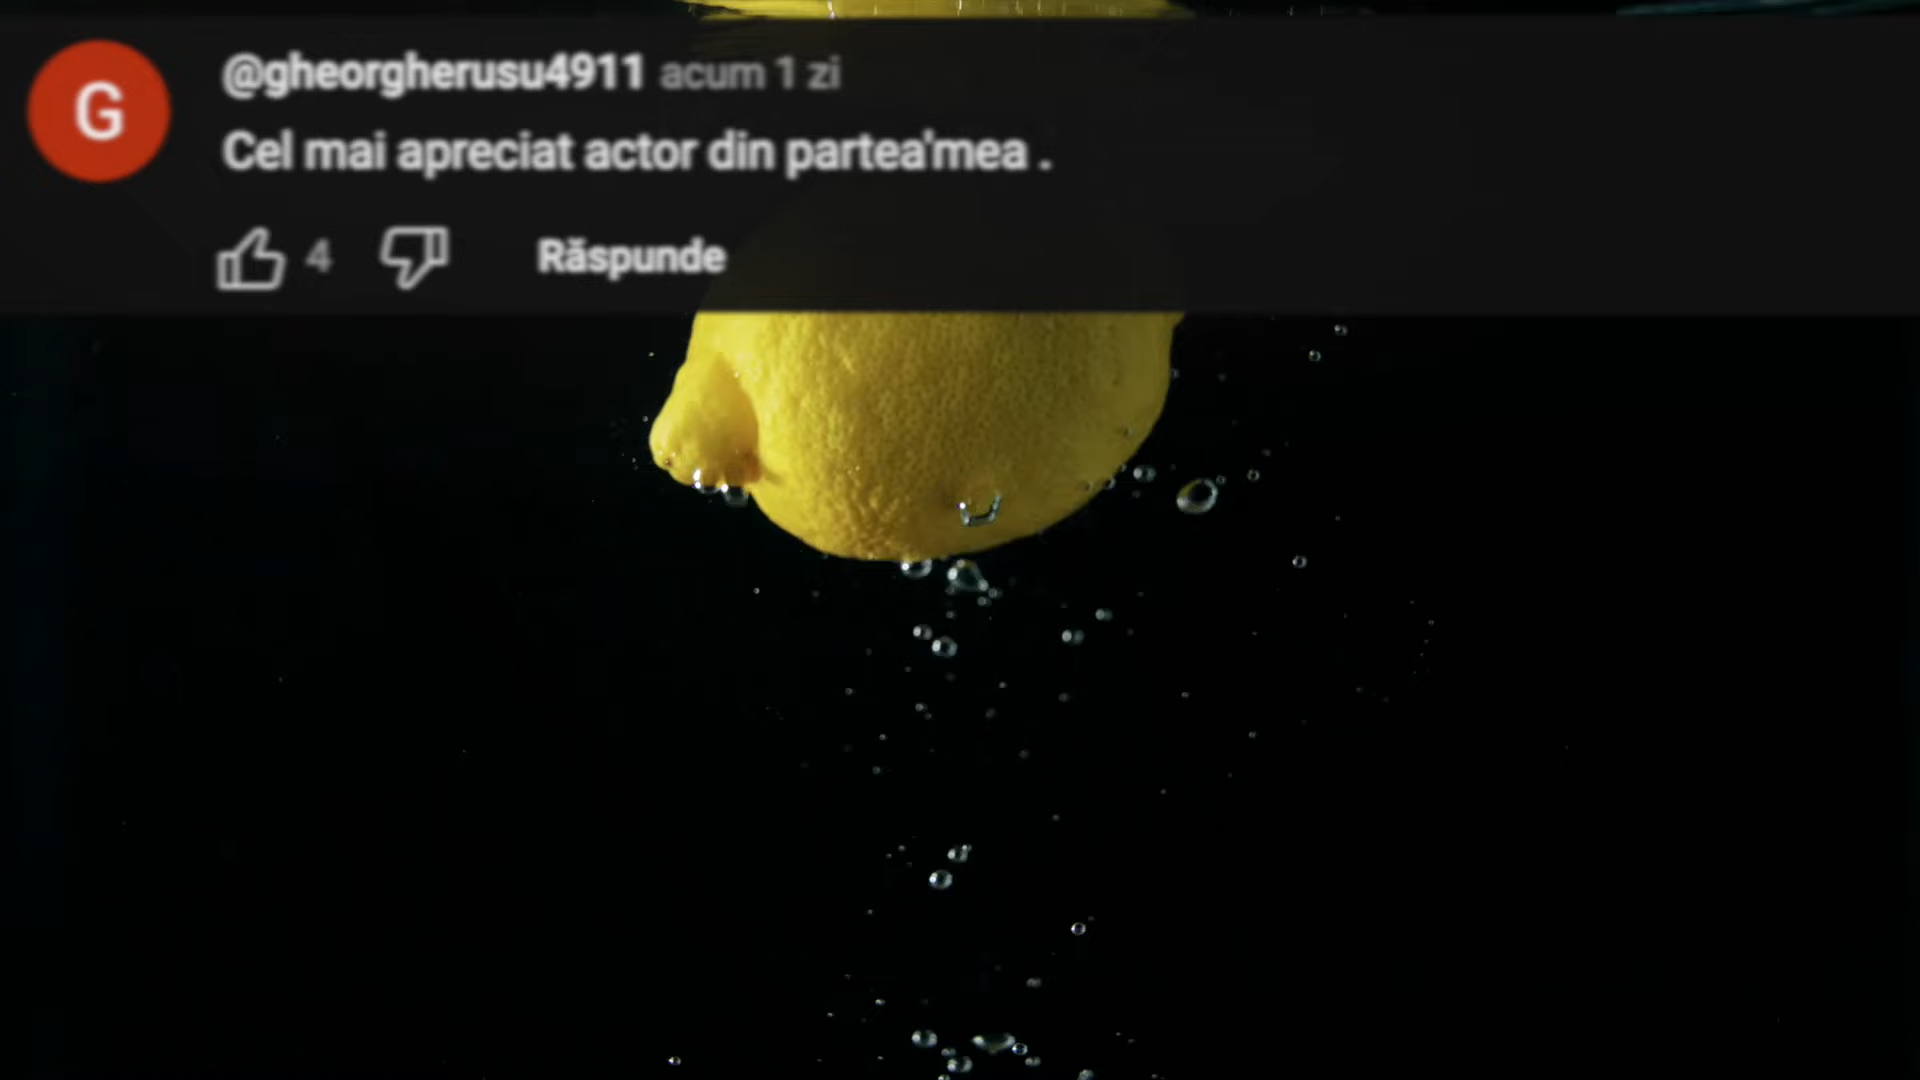 G
@gheorgherusu4911 acum 1 zi
Cel mai apreciat actor din partea'mea .
4
Răspunde